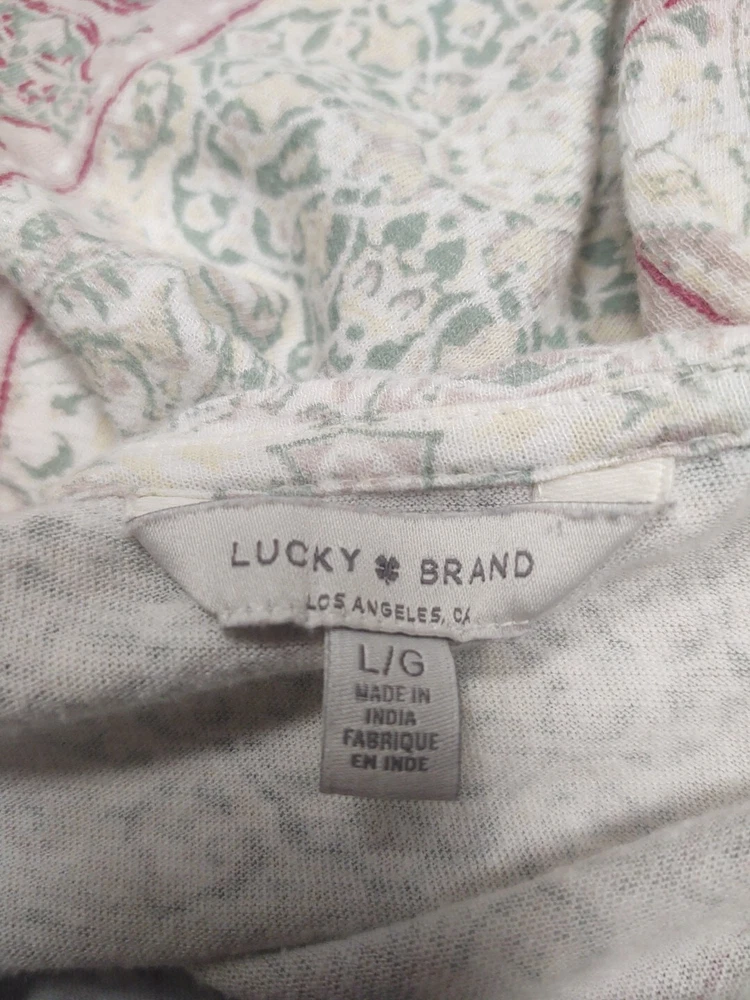 LUCKY BRAND
LOS ANGELES, CA
L/G
MADE IN
INDIA
FABRIQUE
EN INDE